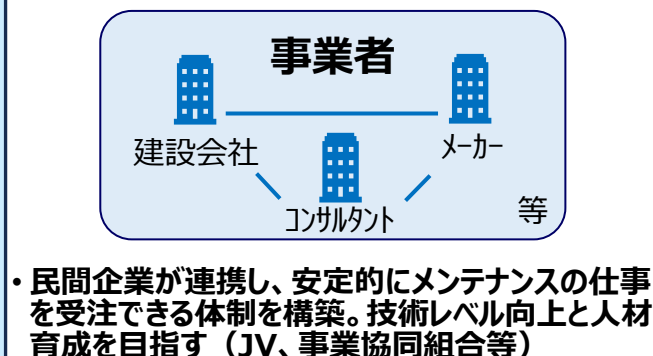 事業者
建設会社
メーカー
コンサルタント
等
・民間企業が連携し、安定的にメンテナンスの仕事
を受注できる体制を構築。技術レベル向上と人材
育成を目指す（JV、事業協同組合等）